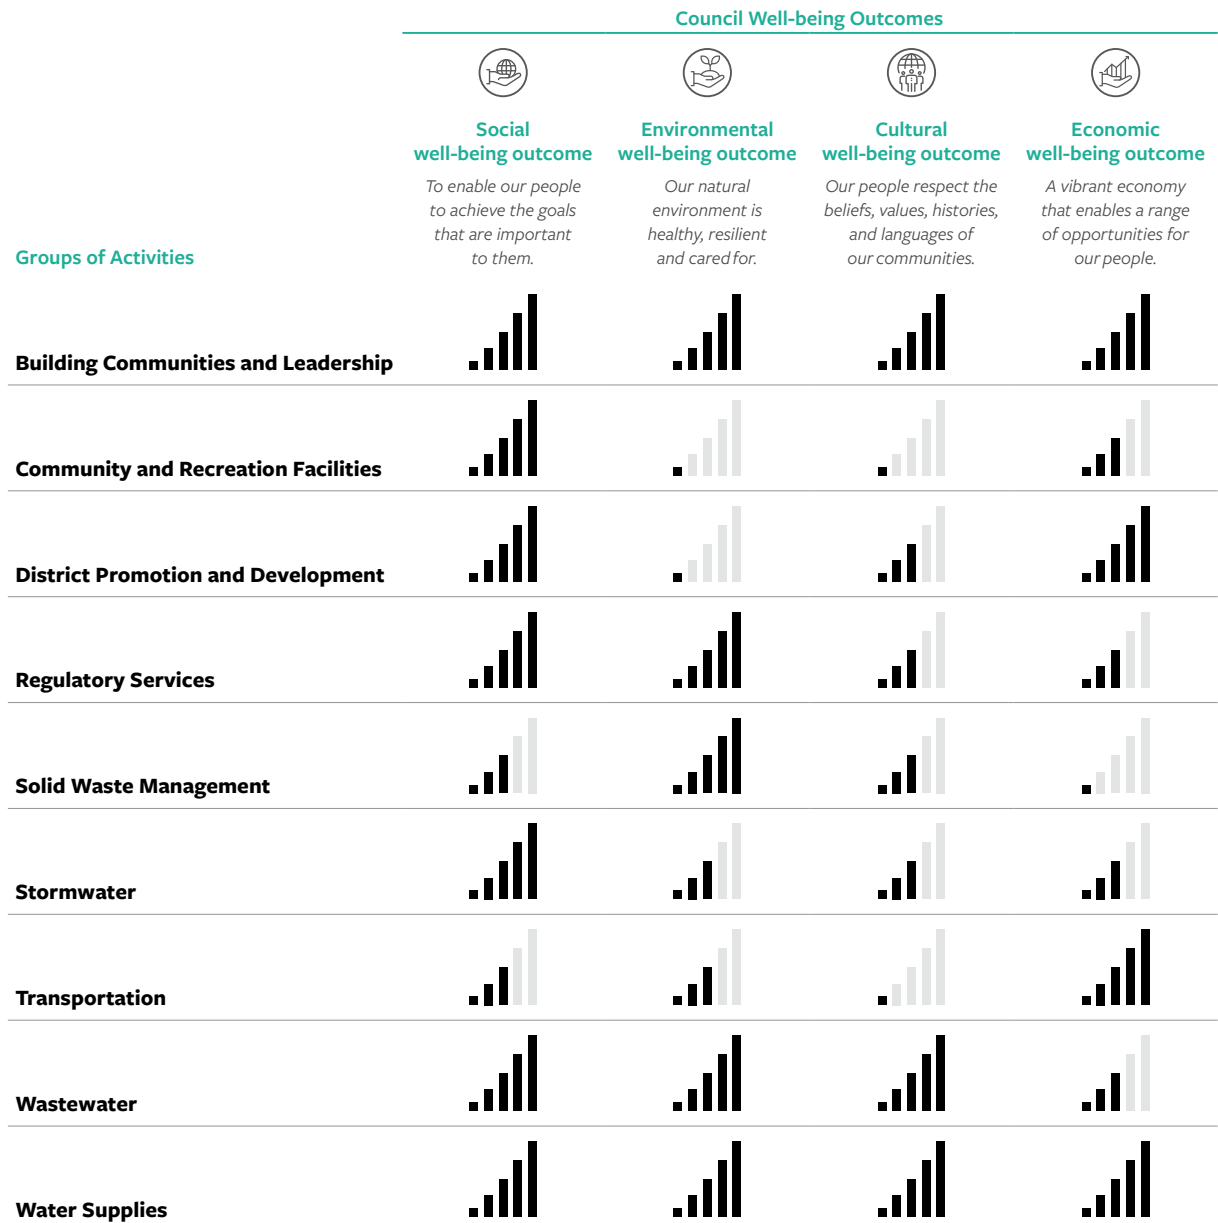 Council Well-being Outcomes
Social
well-being outcome
To enable our people
to achieve the goals
that are important
to them.
Environmental
well-being outcome
Our natural
environment is
healthy, resilient
and cared for.
Cultural
well-being outcome
Our people respect the
beliefs, values, histories,
and languages of
our communities.
Economic
well-being outcome
A vibrant economy
that enables a range
of opportunities for
our people.
Groups of Activities
Building Communities and Leadership
Community and Recreation Facilities
District Promotion and Development
Regulatory Services
Solid Waste Management
Stormwater
Transportation
Wastewater
Water Supplies